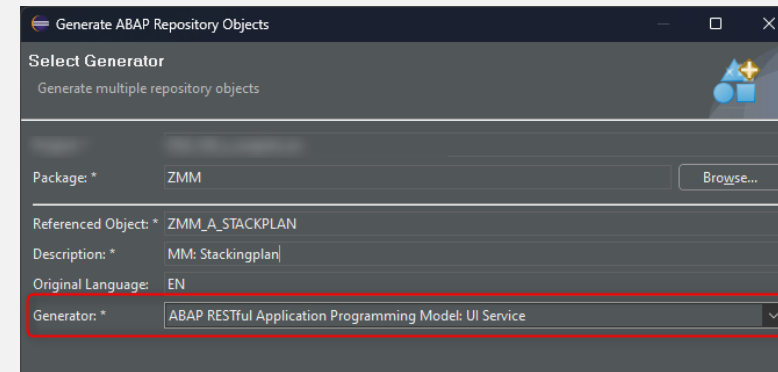 Generate ABAP Repository Objects
Select Generator
Generate multiple repository objects
Package: * ZMM Browse...
Referenced Object: * ZMM_A_STACKPLAN
Description: * MM: Stackingplan
Original Language: EN
Generator: * ABAP RESTful Application Programming Model: UI Service